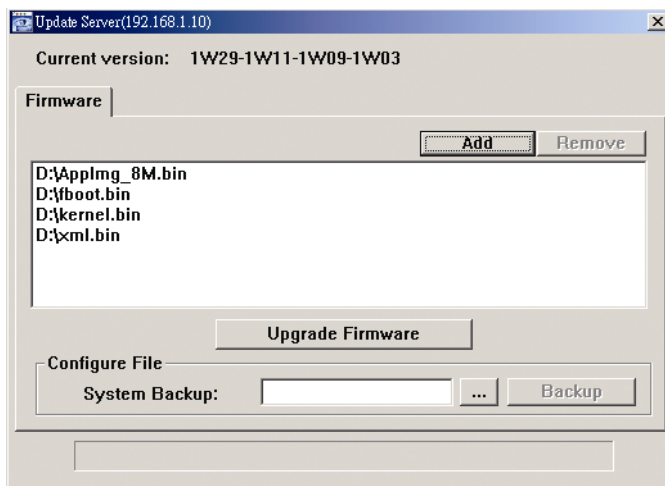 Update Server(192.168.1.10)
Current version: 1W29-1W11-1W09-1W03
Firmware
Add Remove
D:\AppImg_8M.bin
D:\fboot.bin
D:\kernel.bin
D:\xml.bin
Upgrade Firmware
Configure File
System Backup: ... Backup